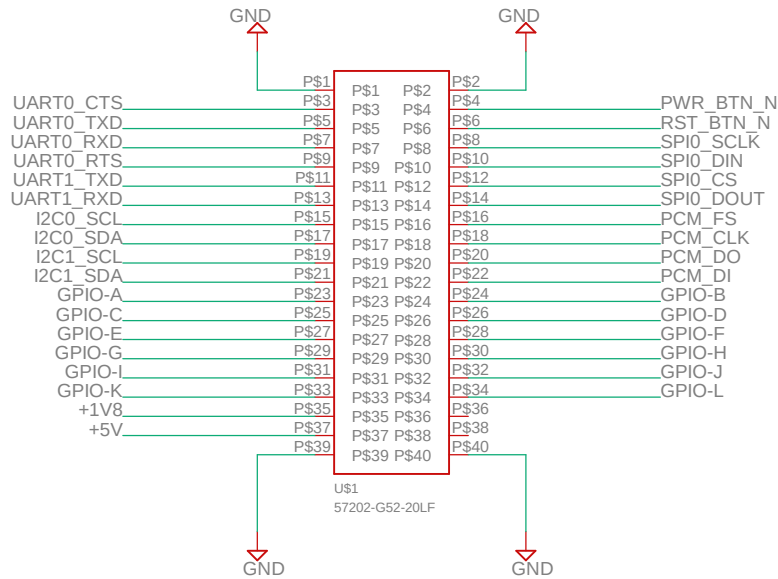 GND GND
P$1 P$1 P$2 P$2
UART0_CTS P$3 P$3 P$4 P$4 PWR_BTN_N
UART0_TXD P$5 P$5 P$6 P$6 RST_BTN_N
UART0_RXD P$7 P$7 P$8 P$8 SPI0_SCLK
UART0_RTS P$9 P$9 P$10 P$10 SPI0_DIN
UART1_TXD P$11 P$11 P$12 P$12 SPI0_CS
UART1_RXD P$13 P$13 P$14 P$14 SPI0_DOUT
I2C0_SCL P$15 P$15 P$16 P$16 PCM_FS
I2C0_SDA P$17 P$17 P$18 P$18 PCM_CLK
I2C1_SCL P$19 P$19 P$20 P$20 PCM_DO
I2C1_SDA P$21 P$21 P$22 P$22 PCM_DI
GPIO-A P$23 P$23 P$24 P$24 GPIO-B
GPIO-C P$25 P$25 P$26 P$26 GPIO-D
GPIO-E P$27 P$27 P$28 P$28 GPIO-F
GPIO-G P$29 P$29 P$30 P$30 GPIO-H
GPIO-I P$31 P$31 P$32 P$32 GPIO-J
GPIO-K P$33 P$33 P$34 P$34 GPIO-L
+1V8 P$35 P$35 P$36 P$36
+5V P$37 P$37 P$38 P$38
P$39 P$39 P$40 P$40
U$1
57202-G52-20LF
GND GND